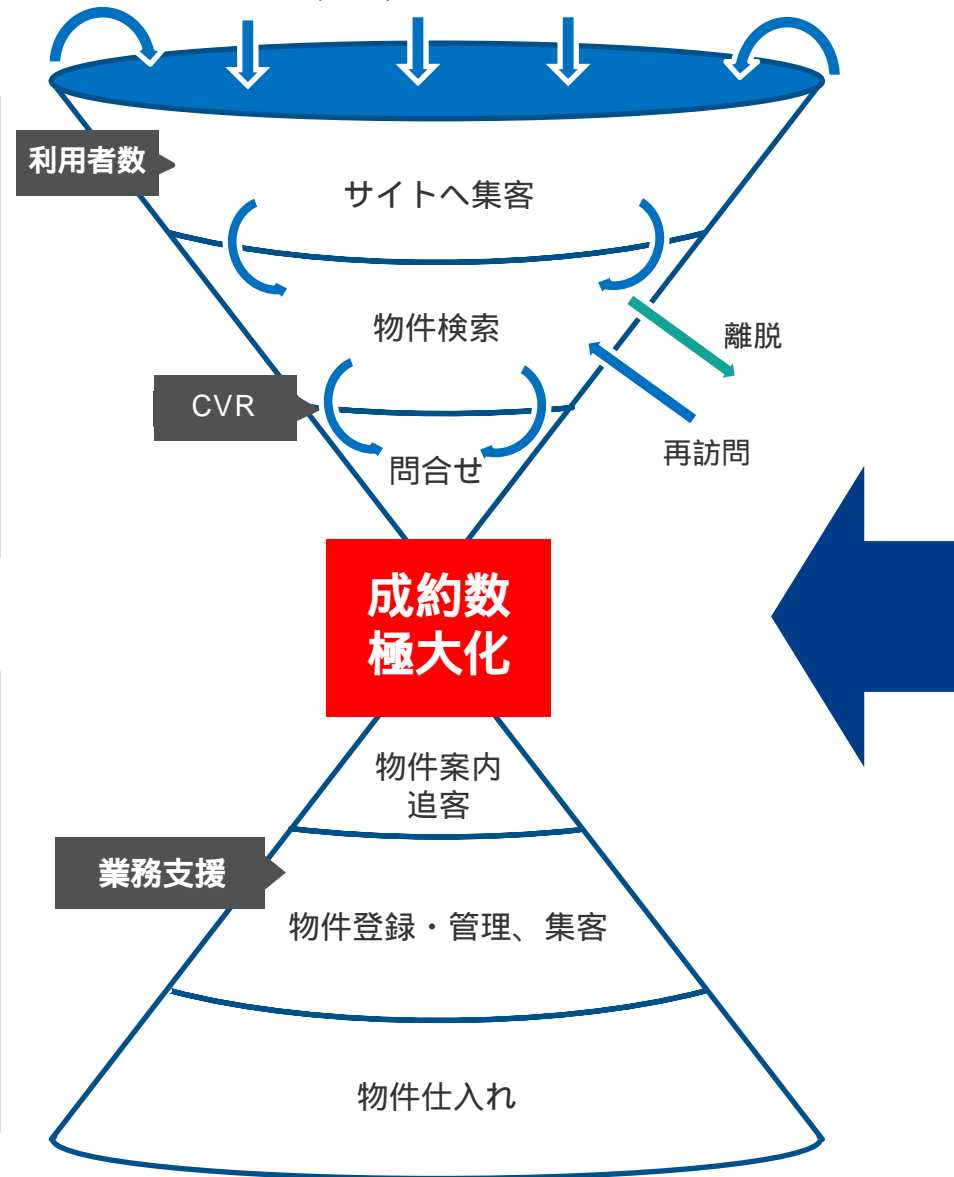 利用者数
サイトへ集客
物件検索
離脱
CVR
再訪問
問合せ
成約数
極大化
物件案内
追客
業務支援
物件登録・管理、集客
物件仕入れ